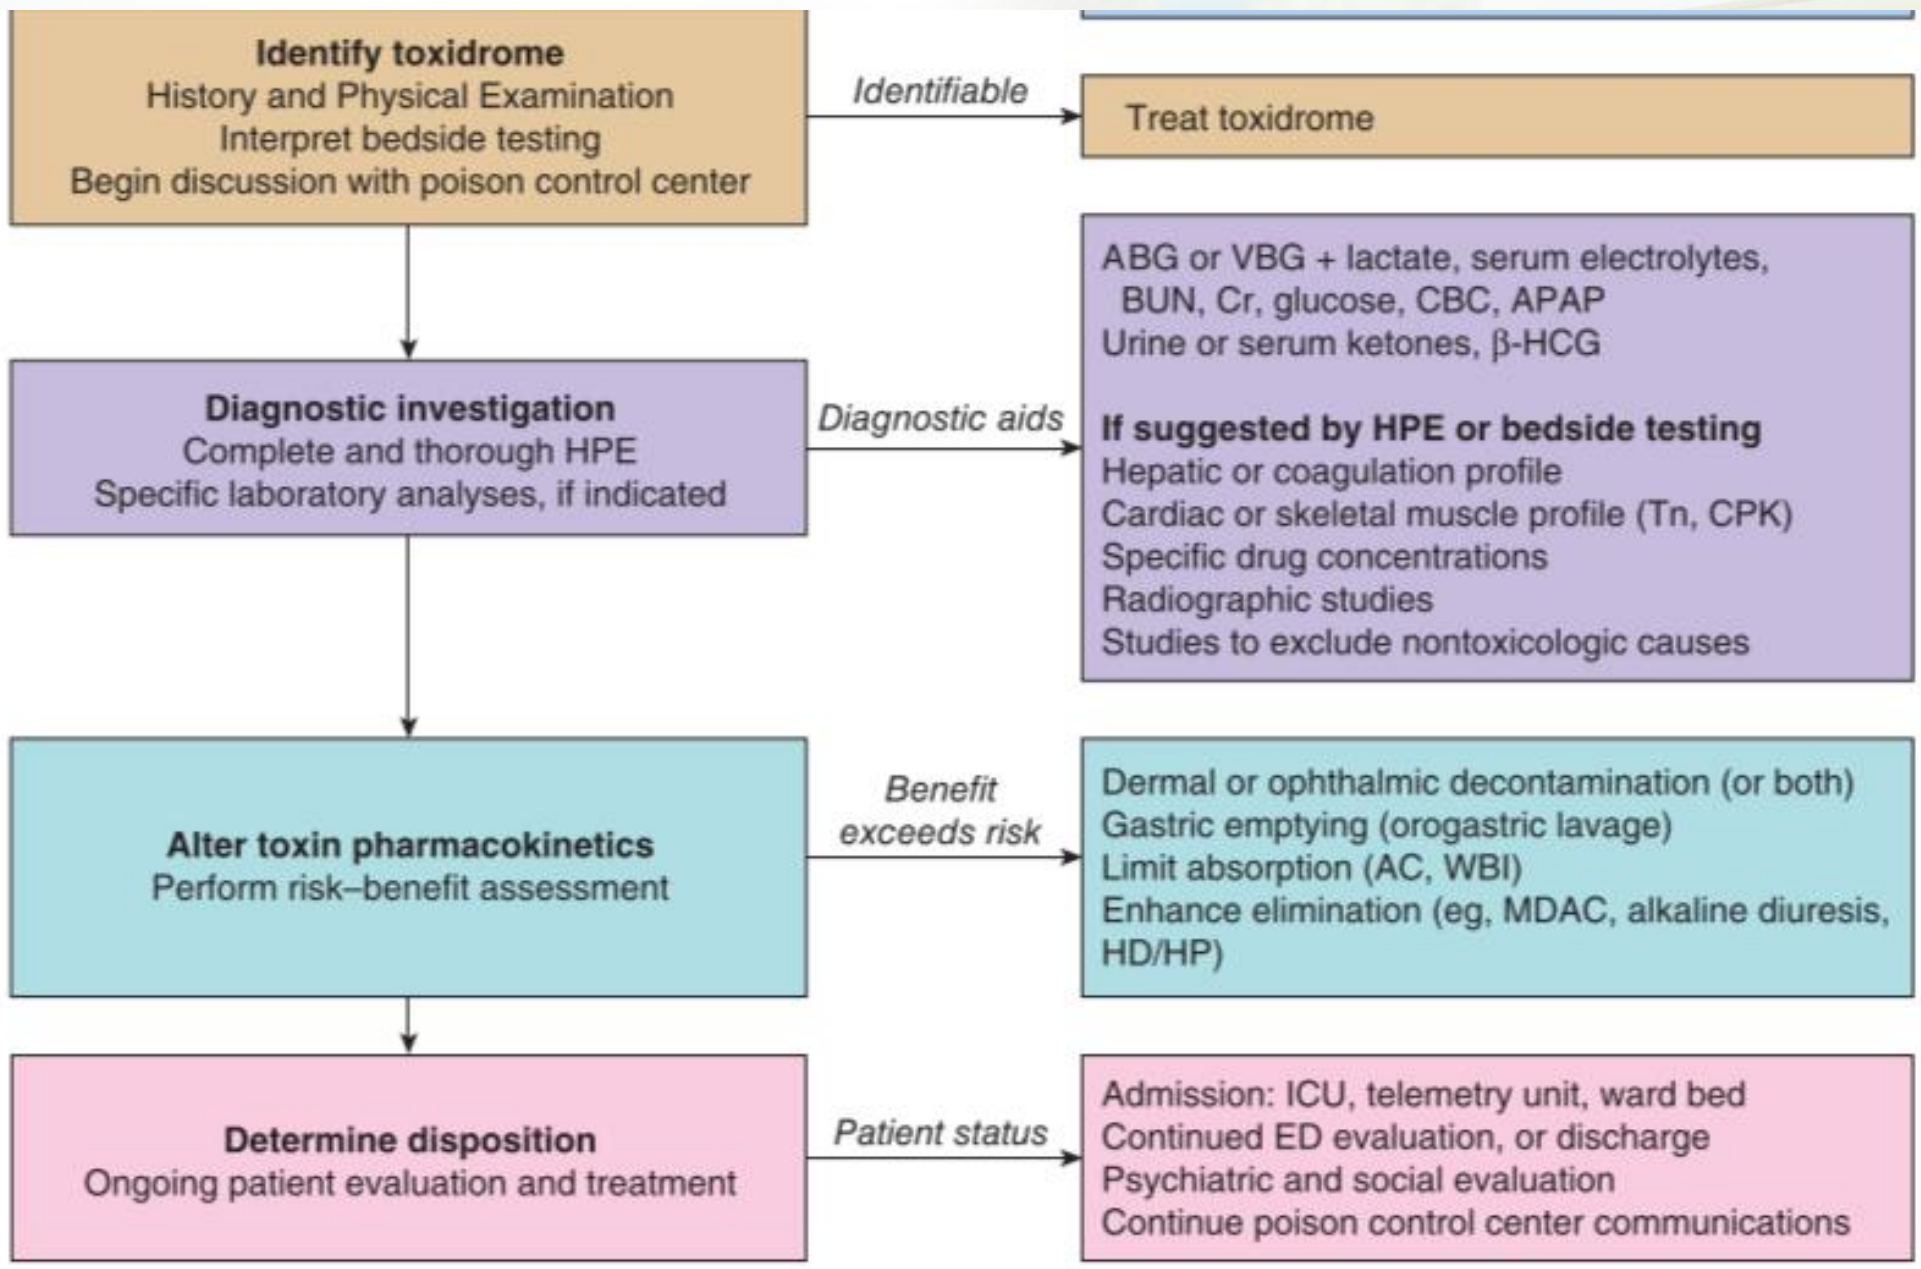 Identify toxidrome
History and Physical Examination
Interpret bedside testing
Begin discussion with poison control center
Identifiable
Treat toxidrome
Diagnostic investigation
Complete and thorough HPE
Specific laboratory analyses, if indicated
Diagnostic aids
ABG or VBG + lactate, serum electrolytes,
BUN, Cr, glucose, CBC, APAP
Urine or serum ketones, β-HCG
If suggested by HPE or bedside testing
Hepatic or coagulation profile
Cardiac or skeletal muscle profile (Tn, CPK)
Specific drug concentrations
Radiographic studies
Studies to exclude nontoxicologic causes
Alter toxin pharmacokinetics
Perform risk–benefit assessment
Benefit
exceeds risk
Dermal or ophthalmic decontamination (or both)
Gastric emptying (orogastric lavage)
Limit absorption (AC, WBI)
Enhance elimination (eg, MDAC, alkaline diuresis,
HD/HP)
Determine disposition
Ongoing patient evaluation and treatment
Patient status
Admission: ICU, telemetry unit, ward bed
Continued ED evaluation, or discharge
Psychiatric and social evaluation
Continue poison control center communications